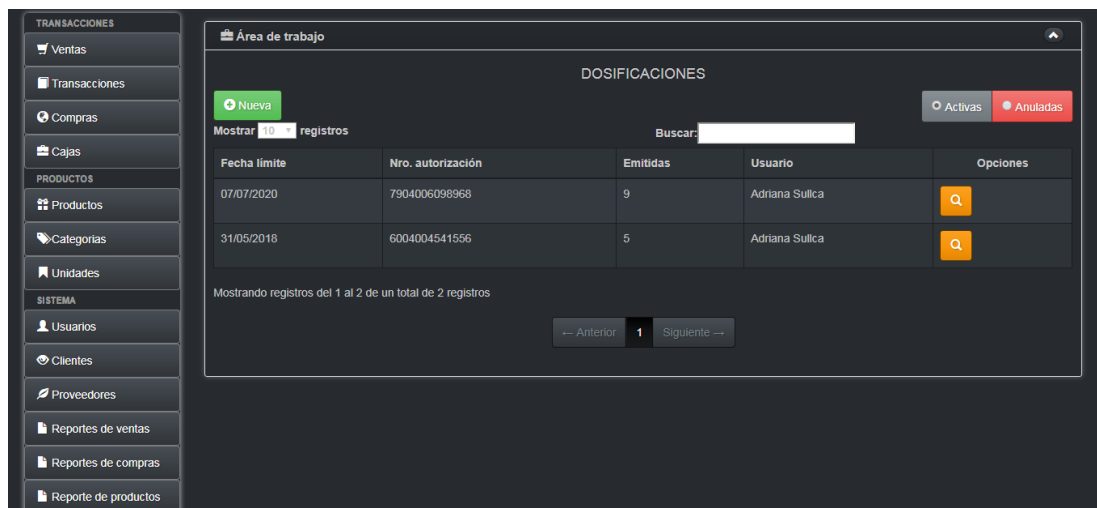 TRANSACCIONES
Ventas
Transacciones
Compras
Cajas
PRODUCTOS
Productos
Categorias
Unidades
SISTEMA
Usuarios
Clientes
Proveedores
Reportes de ventas
Reportes de compras
Reporte de productos
Área de trabajo
DOSIFICACIONES
Nueva
Activas Anuladas
Mostrar 10 registros Buscar:
Fecha límite Nro. autorización Emitidas Usuario Opciones
07/07/2020 7904006098968 9 Adriana Sullca
31/05/2018 6004004541556 5 Adriana Sullca
Mostrando registros del 1 al 2 de un total de 2 registros
← Anterior 1 Siguiente →